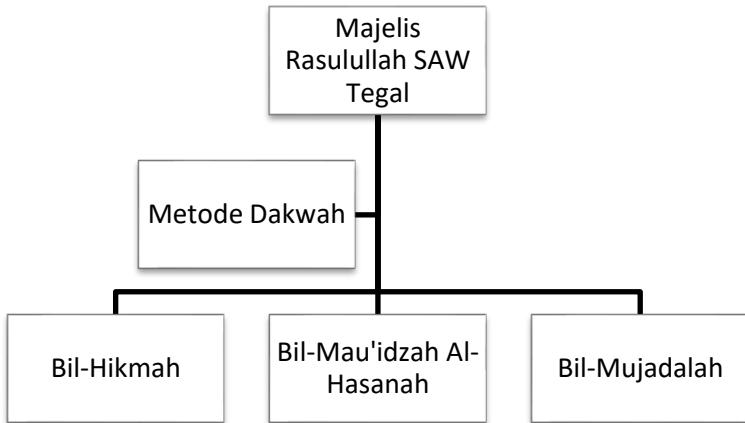 Majelis
Rasulullah SAW
Tegal
Metode Dakwah
Bil-Hikmah
Bil-Mau'idzah Al-
Hasanah
Bil-Mujadalah